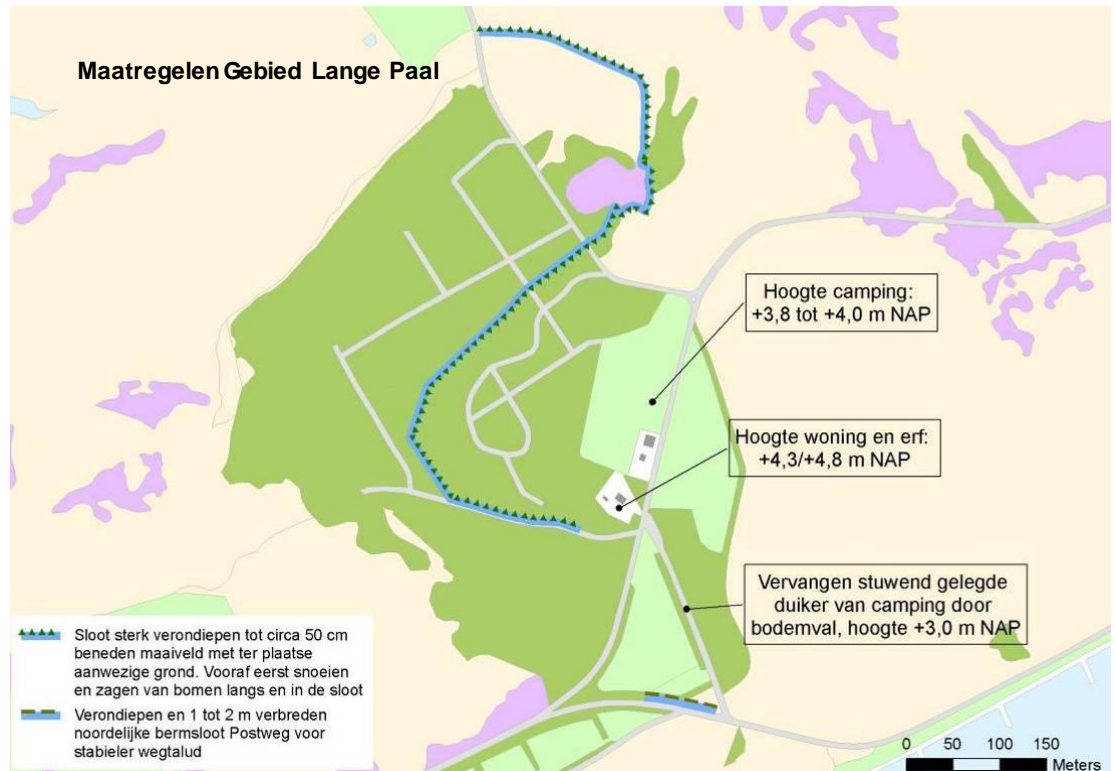 Maatregelen Gebied Lange Paal
Hoogte camping:
+3,8 tot +4,0 m NAP
Hoogte woning en erf:
+4,3/+4,8 m NAP
Vervangen stuwend gelegde
duiker van camping door
bodemval, hoogte +3,0 m NAP
Sloot sterk verondiepen tot circa 50 cm
beneden maaiveld met ter plaatse
aanwezige grond. Vooraf eerst snoeien
en zagen van bomen langs en in de sloot
Verondiepen en 1 tot 2 m verbreden
noordelijke bermsloot Postweg voor
stabieler wegtalud
0 50 100 150
Meters